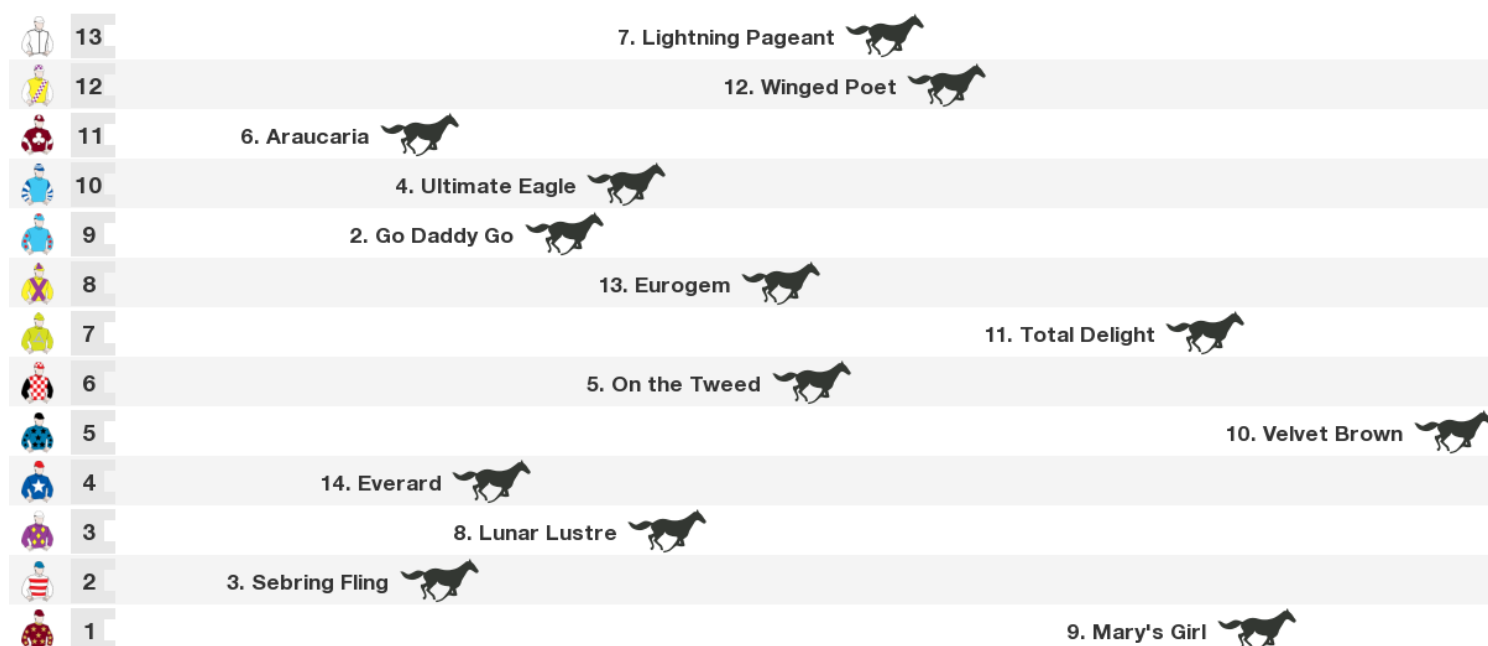 13 7. Lightning Pageant
12 12. Winged Poet
11 6. Araucaria
10 4. Ultimate Eagle
9 2. Go Daddy Go
8 13. Eurogem
7 11. Total Delight
6 5. On the Tweed
5 10. Velvet Brown
4 14. Everard
3 8. Lunar Lustre
2 3. Sebring Fling
1 9. Mary's Girl